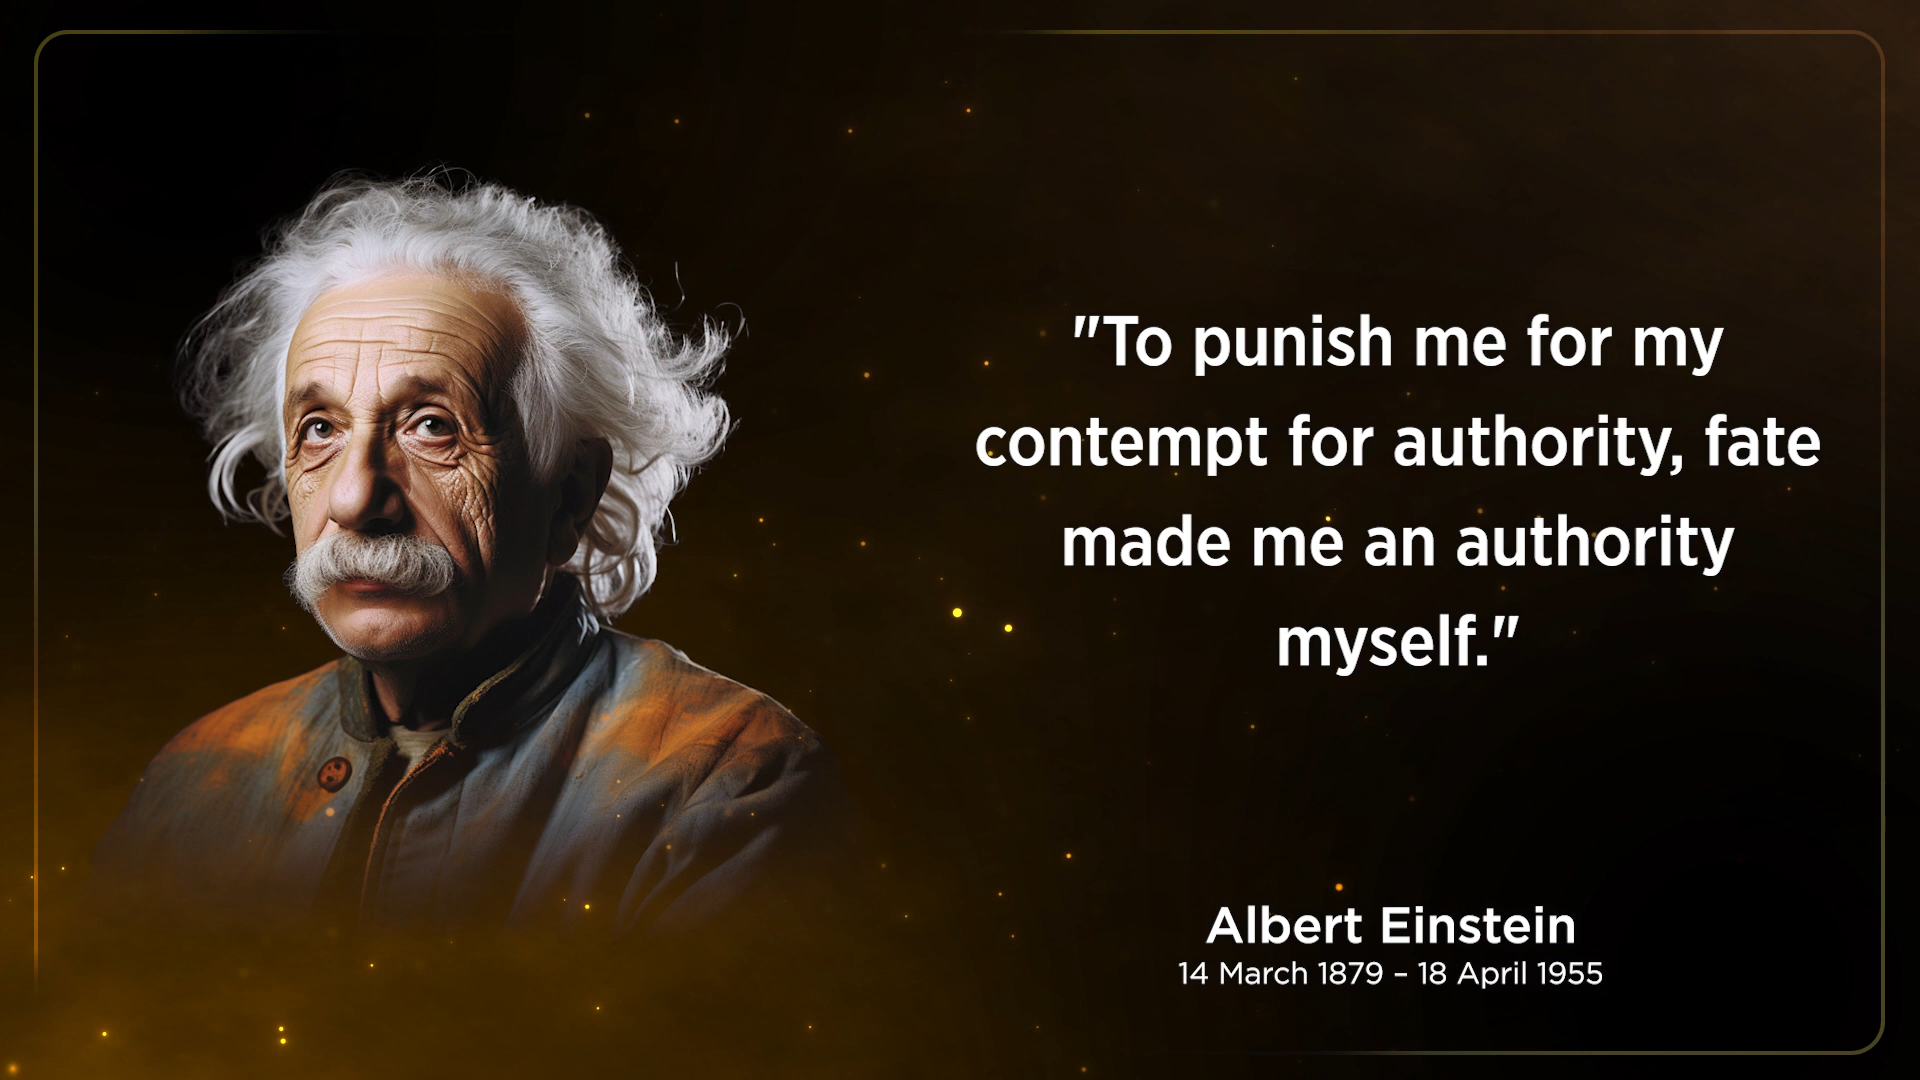 "To punish me for my
contempt for authority, fate
made me an authority
myself."
Albert Einstein
14 March 1879 – 18 April 1955